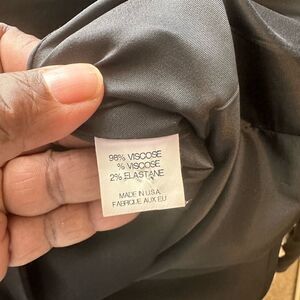 98% VISCOSE
% VISCOSE
2% ELASTANE
MADE IN U.S.A.
FABRIQUE AUX EU